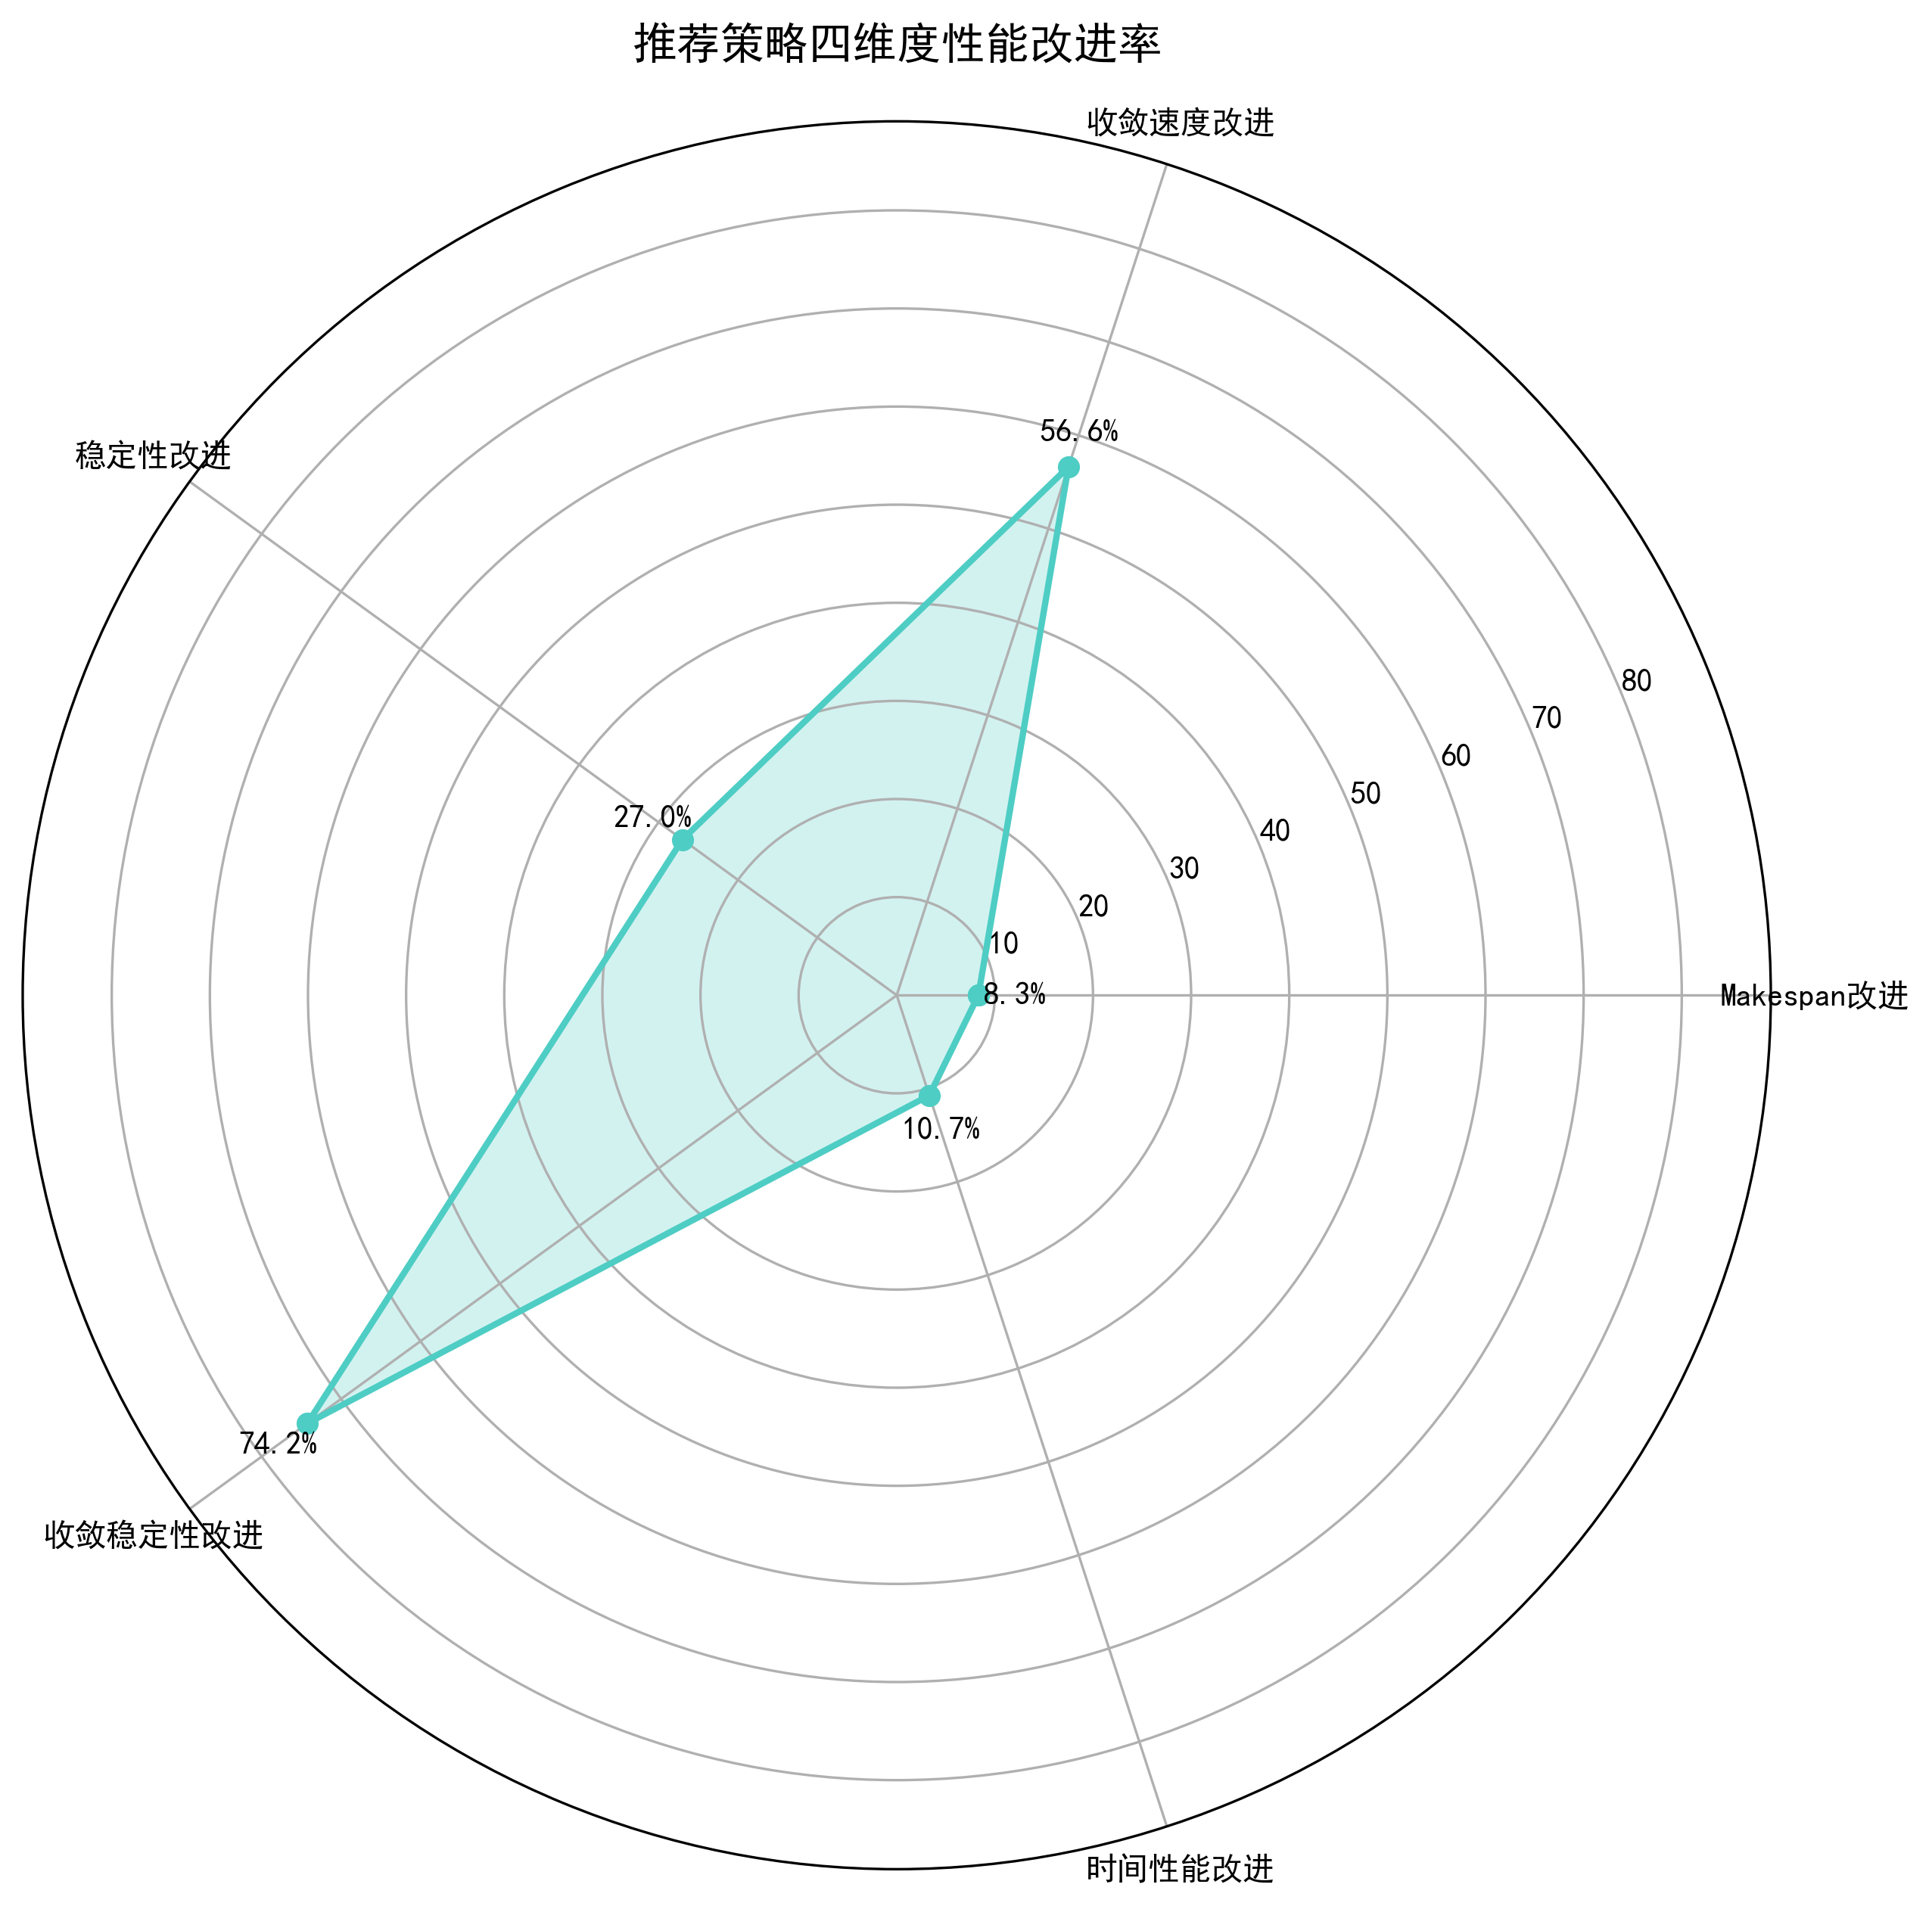 推荐策略四维度性能改进率
收敛速度改进
56.6%
稳定性改进
80
70
60
27.0%
50
40
30
20
10
8.3%
Makespan改进
10.7%
74.2%
收敛稳定性改进
时间性能改进